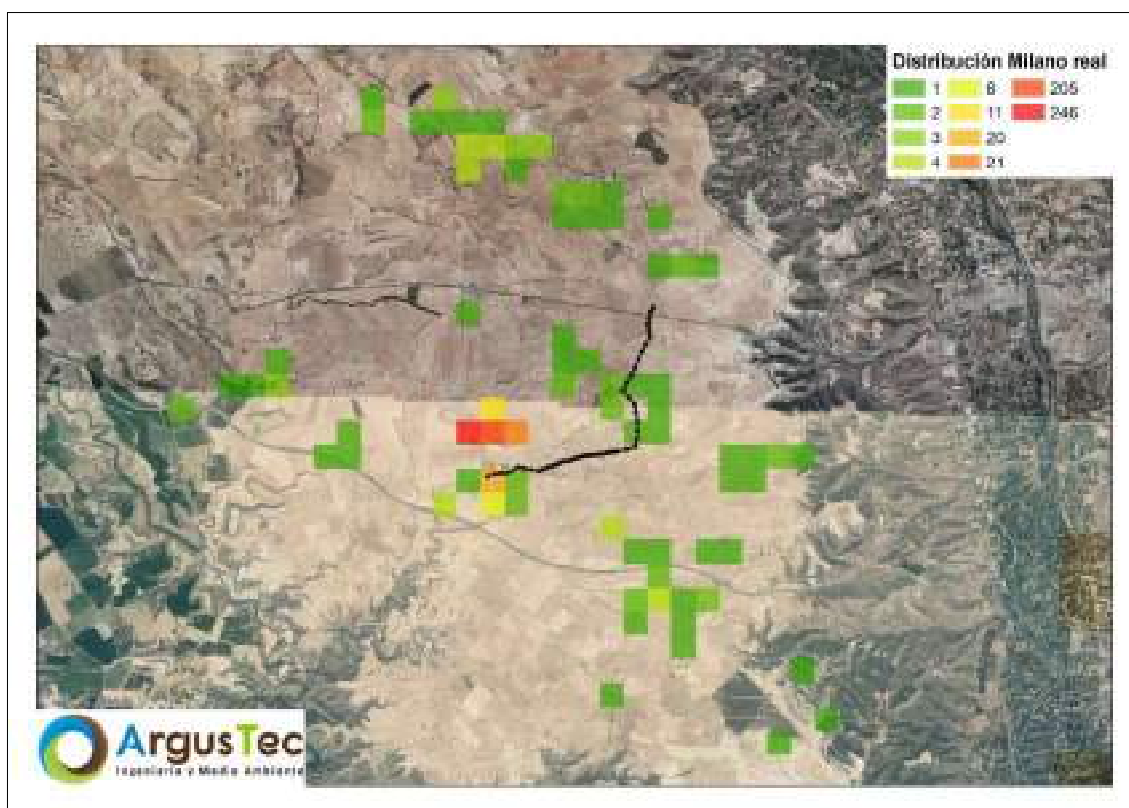 Distribución Milano real
1 8 205
2 11 246
3 20
4 21
ArgusTec
Ingeniería y Medio Ambiente